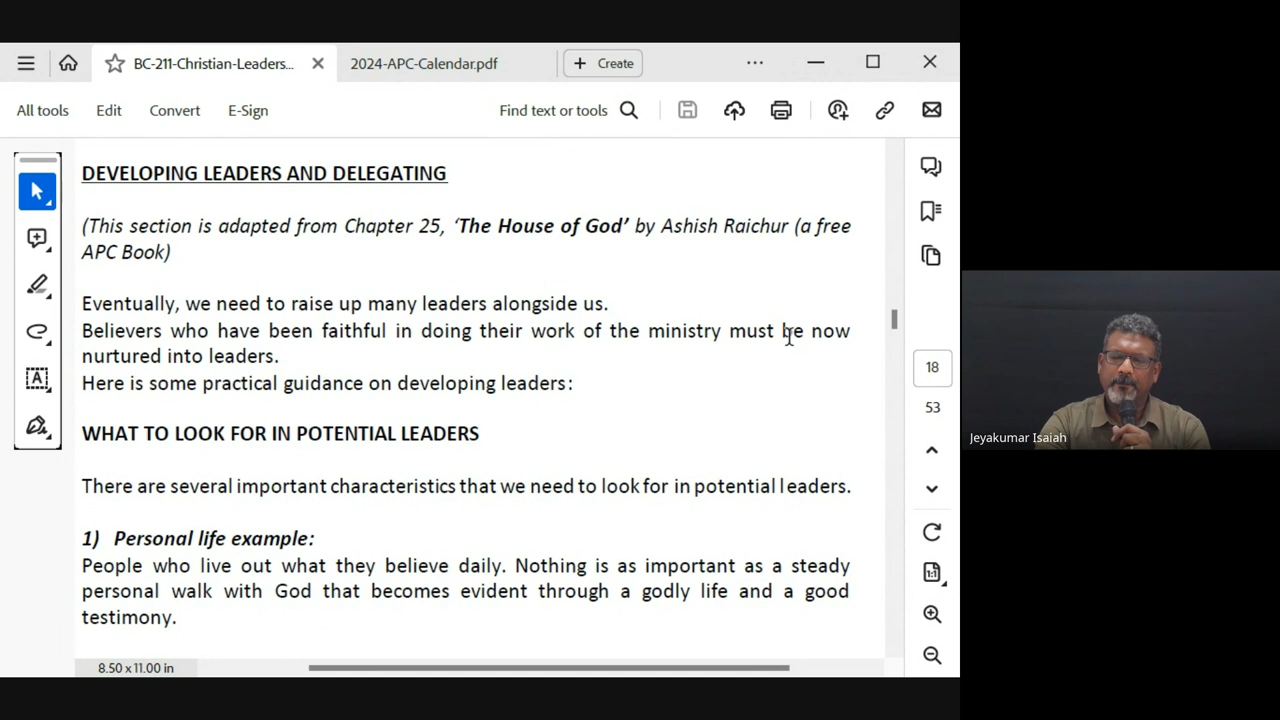 BC-211-Christian-Leaders...
2024-APC-Calendar.pdf
Create
All tools
Edit
Convert
E-Sign
Find text or tools
DEVELOPING LEADERS AND DELEGATING
(This section is adapted from Chapter 25, ‘The House of God’ by Ashish Raichur (a free
APC Book)
Eventually, we need to raise up many leaders alongside us.
Believers who have been faithful in doing their work of the ministry must be now
nurtured into leaders.
Here is some practical guidance on developing leaders:
WHAT TO LOOK FOR IN POTENTIAL LEADERS
There are several important characteristics that we need to look for in potential leaders.
1) Personal life example:
People who live out what they believe daily. Nothing is as important as a steady
personal walk with God that becomes evident through a godly life and a good
testimony.
8.50 x 11.00 in
18
53
1:1
Jeyakumar Isaiah